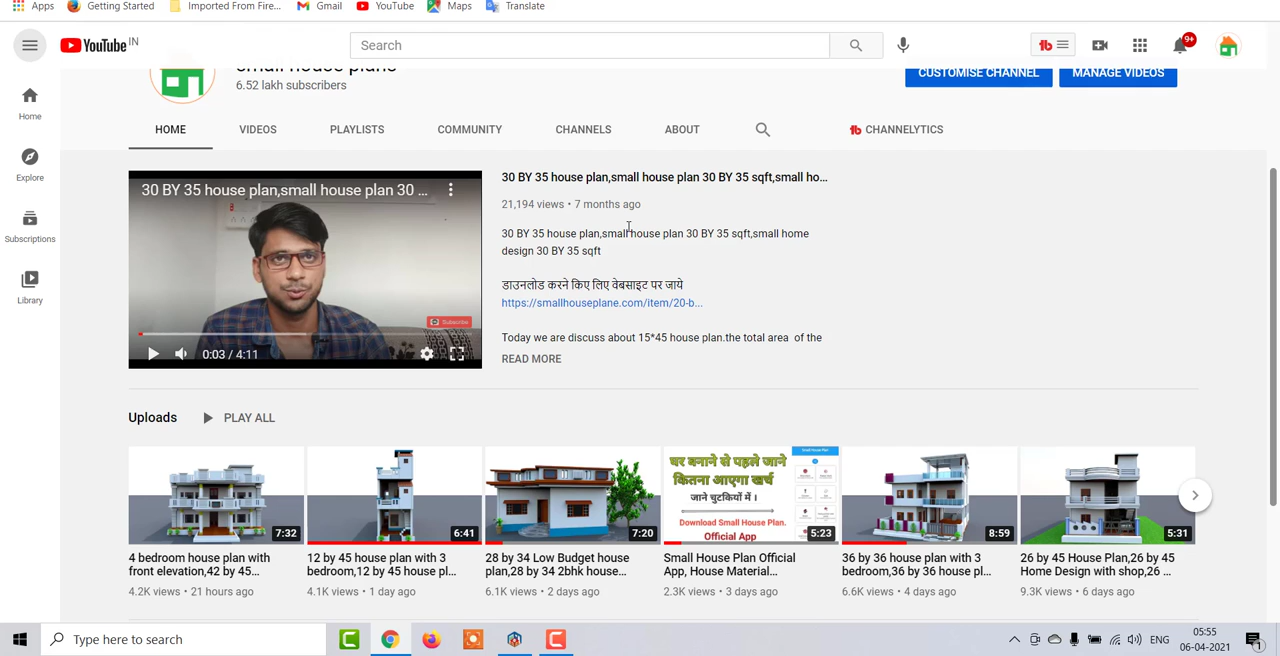 Apps Getting Started Imported From Fire... Gmail YouTube Maps Translate
YouTube IN Search 9+
small house plans
6.52 lakh subscribers
CUSTOMISE CHANNEL MANAGE VIDEOS
Home
Explore
Subscriptions
Library
HOME VIDEOS PLAYLISTS COMMUNITY CHANNELS ABOUT CHANNELYTICS
30 BY 35 house plan,small house plan 30 ...
Subscribe
0:03 / 4:11
30 BY 35 house plan,small house plan 30 BY 35 sqft,small ho...
21,194 views • 7 months ago
30 BY 35 house plan,small house plan 30 BY 35 sqft,small home
design 30 BY 35 sqft
डाउनलोड करने किए लिए वेबसाइट पर जाये
https://smallhouseplane.com/item/20-b...
Today we are discuss about 15*45 house plan.the total area of the
READ MORE
Uploads PLAY ALL
7:32
4 bedroom house plan with
front elevation,42 by 45...
4.2K views • 21 hours ago
6:41
12 by 45 house plan with 3
bedroom,12 by 45 house pl...
4.1K views • 1 day ago
7:20
28 by 34 Low Budget house
plan,28 by 34 2bhk house...
6.1K views • 2 days ago
घर बनाने से पहले जाने
कितना आएगा खर्च
जाने चुटकियों में ।
Download Small House Plan.
Official App
Small House Plan
5:23
Small House Plan Official
App, House Material...
2.3K views • 3 days ago
8:59
36 by 36 house plan with 3
bedroom,36 by 36 house pl...
6.6K views • 4 days ago
5:31
26 by 45 House Plan,26 by 45
Home Design with shop,26 ...
9.3K views • 6 days ago
Type here to search
ENG
05:55
06-04-2021
1